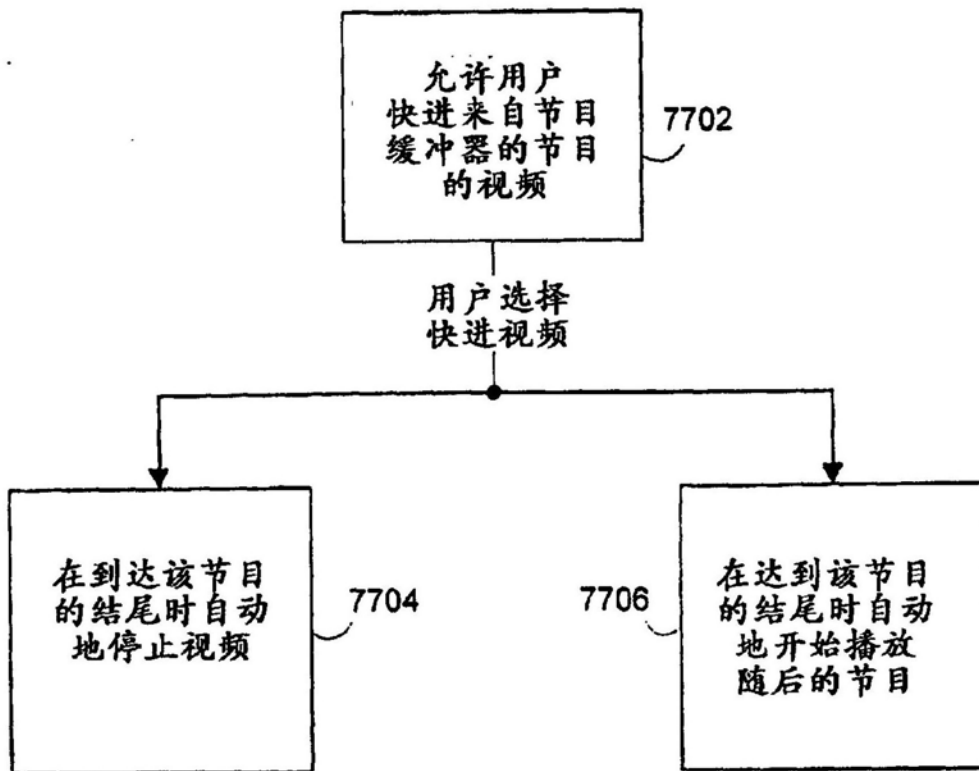 允许用户
快进来自节目
缓冲器的节目
的视频
7702
用户选择
快进视频
在到达该节目
的结尾时自动
地停止视频
7704
7706
在达到该节目
的结尾时自动
地开始播放
随后的节目